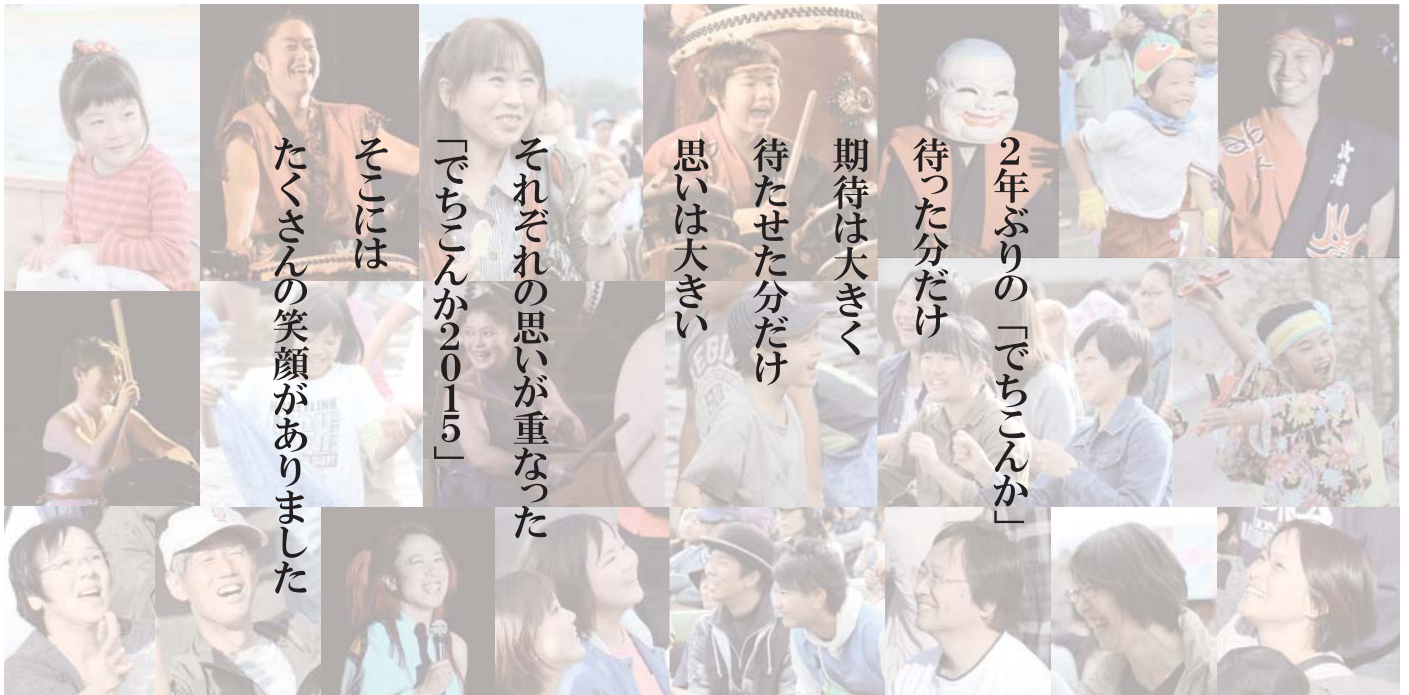 2年ぶりの「でちこんか」
待った分だけ
期待は大きく
待たせた分だけ
思いは大きい
それぞれの思いが重なった
「でちこんか2015」
そこには
たくさんの笑顔がありました